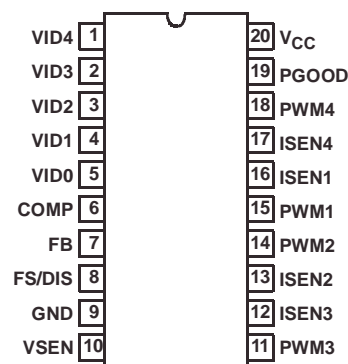 VID4 1 20 VCC
VID3 2 19 PGOOD
VID2 3 18 PWM4
VID1 4 17 ISEN4
VID0 5 16 ISEN1
COMP 6 15 PWM1
FB 7 14 PWM2
FS/DIS 8 13 ISEN2
GND 9 12 ISEN3
VSEN 10 11 PWM3